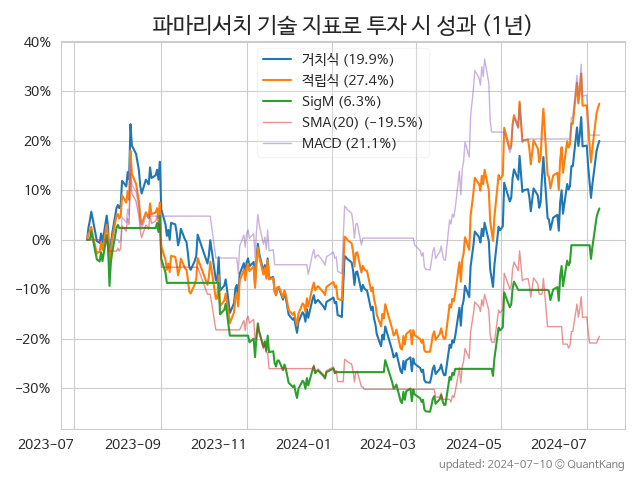 파마리서치 기술 지표로 투자 시 성과 (1년)
40%
30%
20%
10%
0%
−10%
−20%
−30%
거치식 (19.9%)
적립식 (27.4%)
SigM (6.3%)
SMA(20) (−19.5%)
MACD (21.1%)
2023-07
2023-09
2023-11
2024-01
2024-03
2024-05
2024-07
updated: 2024-07-10 © QuantKang